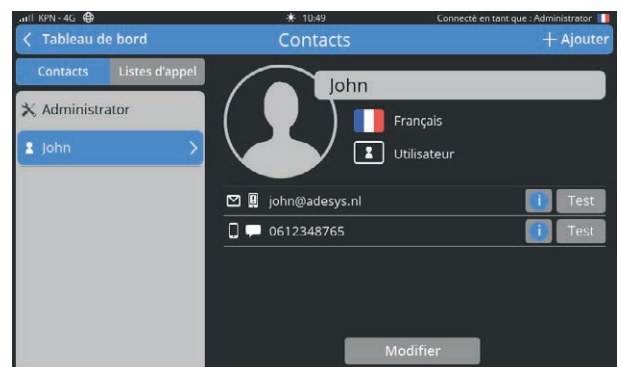 KPN - 4G 10:49 Connecté en tant que : Administrator
Tableau de bord Contacts + Ajouter
Contacts Listes d'appel
Administrator
John
John
Français
Utilisateur
john@adesys.nl i Test
0612348765 i Test
Modifier